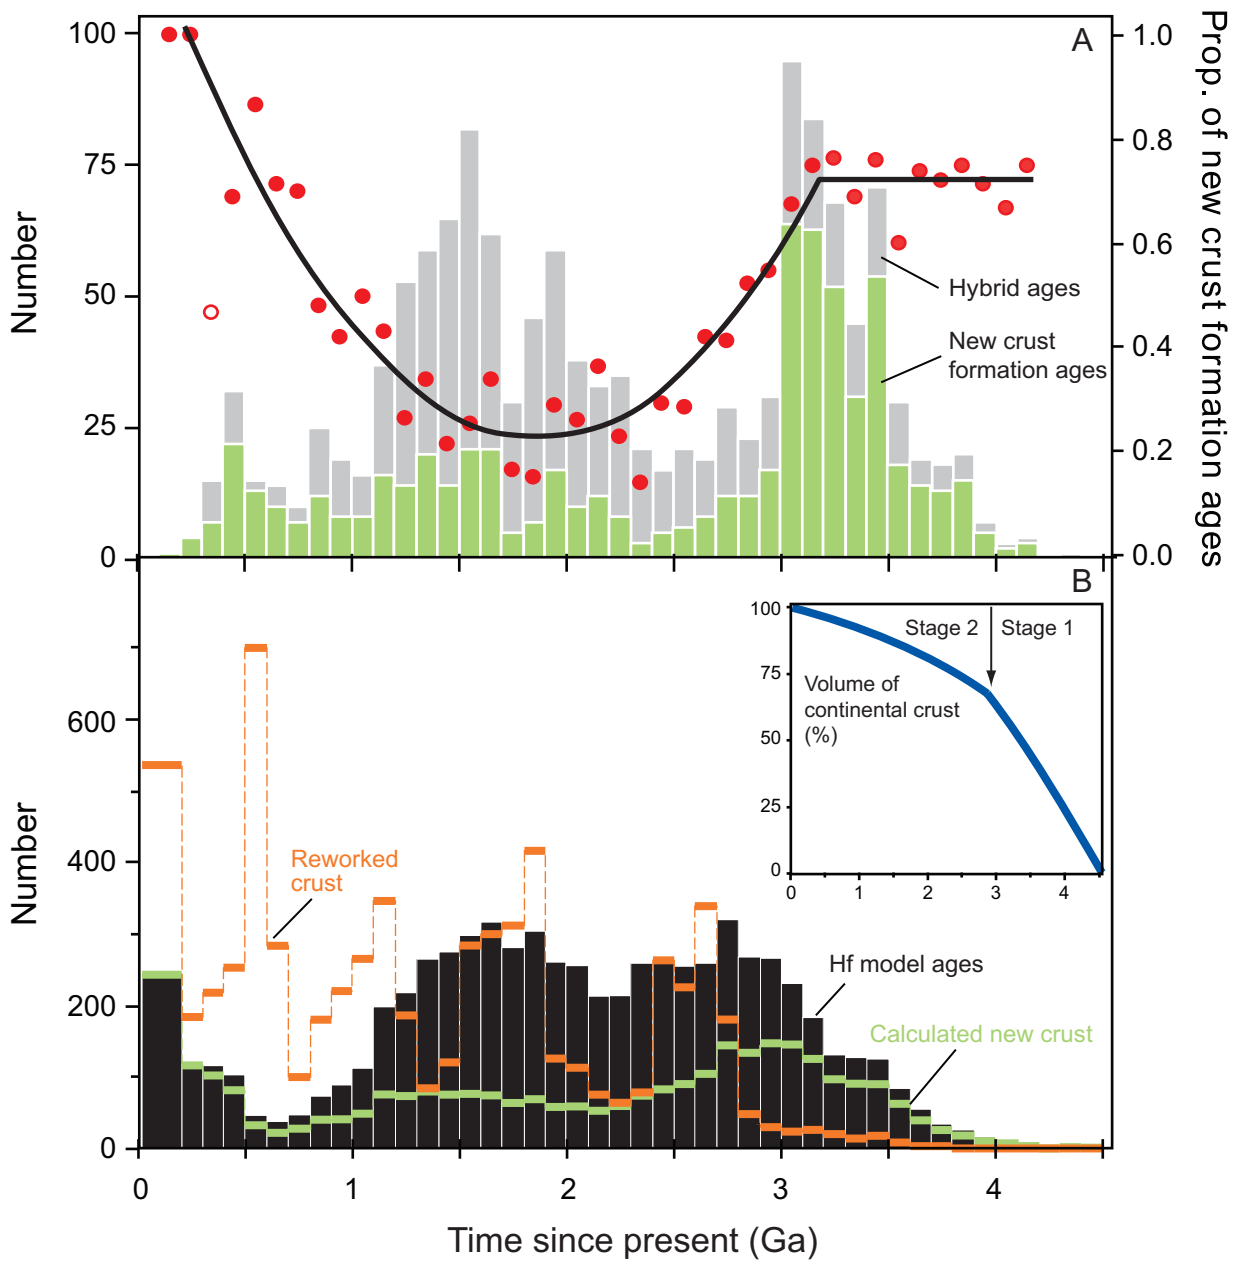 A
100
75
50
25
0
Number
1.0
0.8
0.6
0.4
0.2
0.0
Prop. of new crust formation ages
Hybrid ages
New crust
formation ages
B
600
400
200
0
Number
Reworked
crust
Hf model ages
Calculated new crust
100
75
50
25
0
Stage 2
Stage 1
Volume of
continental crust
(%)
0 1 2 3 4
0 1 2 3 4
Time since present (Ga)